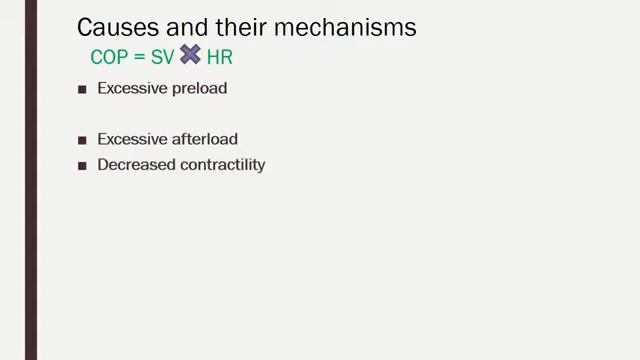 Causes and their mechanisms
COP = SV ✖ HR
■ Excessive preload
■ Excessive afterload
■ Decreased contractility